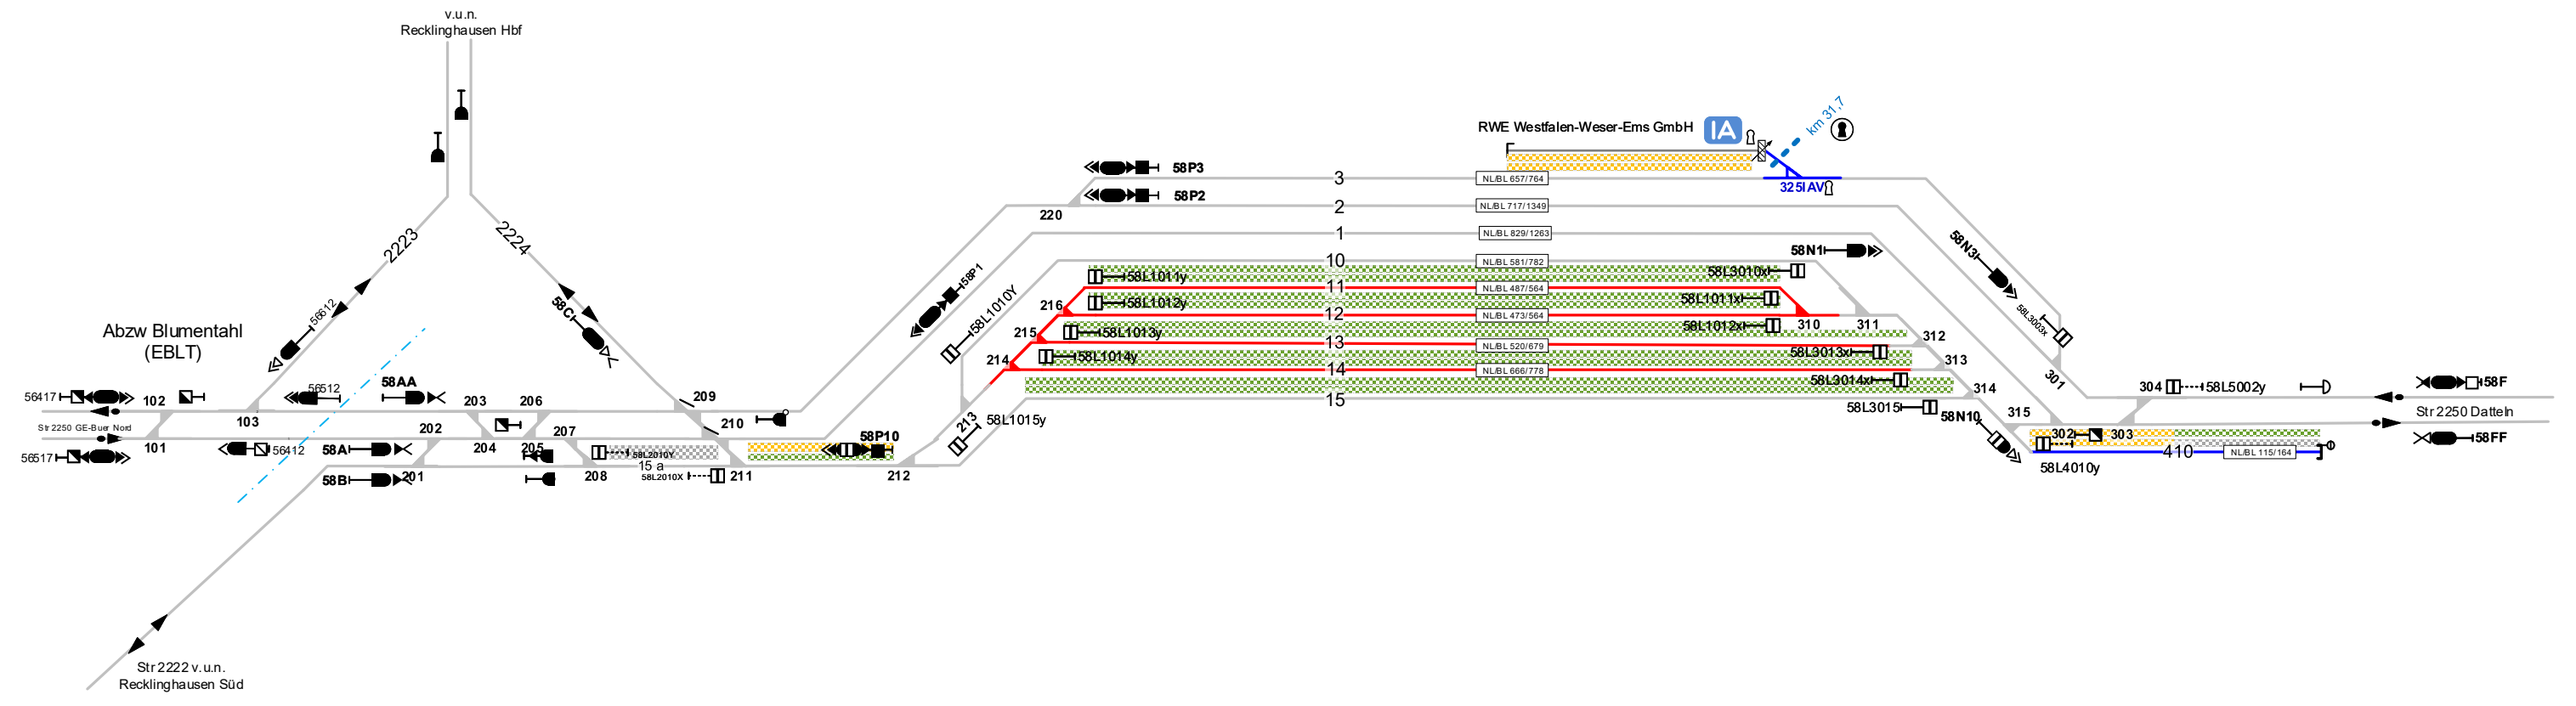 v.u.n.
Recklinghausen Hbf
RWE Westfalen-Weser-Ems GmbH
IA
km 31,7
325IAV
58P3
3
NL/BL 657/764
58P2
220
2
NL/BL 717/1349
2223
2224
1
NL/BL 829/1263
58N1
58N3
10
NL/BL 581/782
58P1
58L1010Y
58L1011y
58L3010x
11
NL/BL 487/564
58L1012y
58L1011x
216
12
NL/BL 473/564
310
311
56612
58C
58L3003x
Abzw Blumentahl
(EBLT)
215
58L1013y
58L1012x
312
13
NL/BL 520/679
214
58L1014y
58L3013x
313
14
NL/BL 666/778
301
58L3014x
314
56417
102
56512
58AA
203
206
209
15
58L3015
58N10
315
304
58L5002y
58F
Str 2250 GE-Buer Nord
103
202
207
210
213
58L1015y
Str 2250 Datteln
101
56412
58A
204
205
58L2010Y
58P10
302
303
58FF
56517
15 a
410
NL/BL 115/164
58B
201
208
58L2010X
211
212
58L4010y
Str 2222 v.u.n.
Recklinghausen Süd